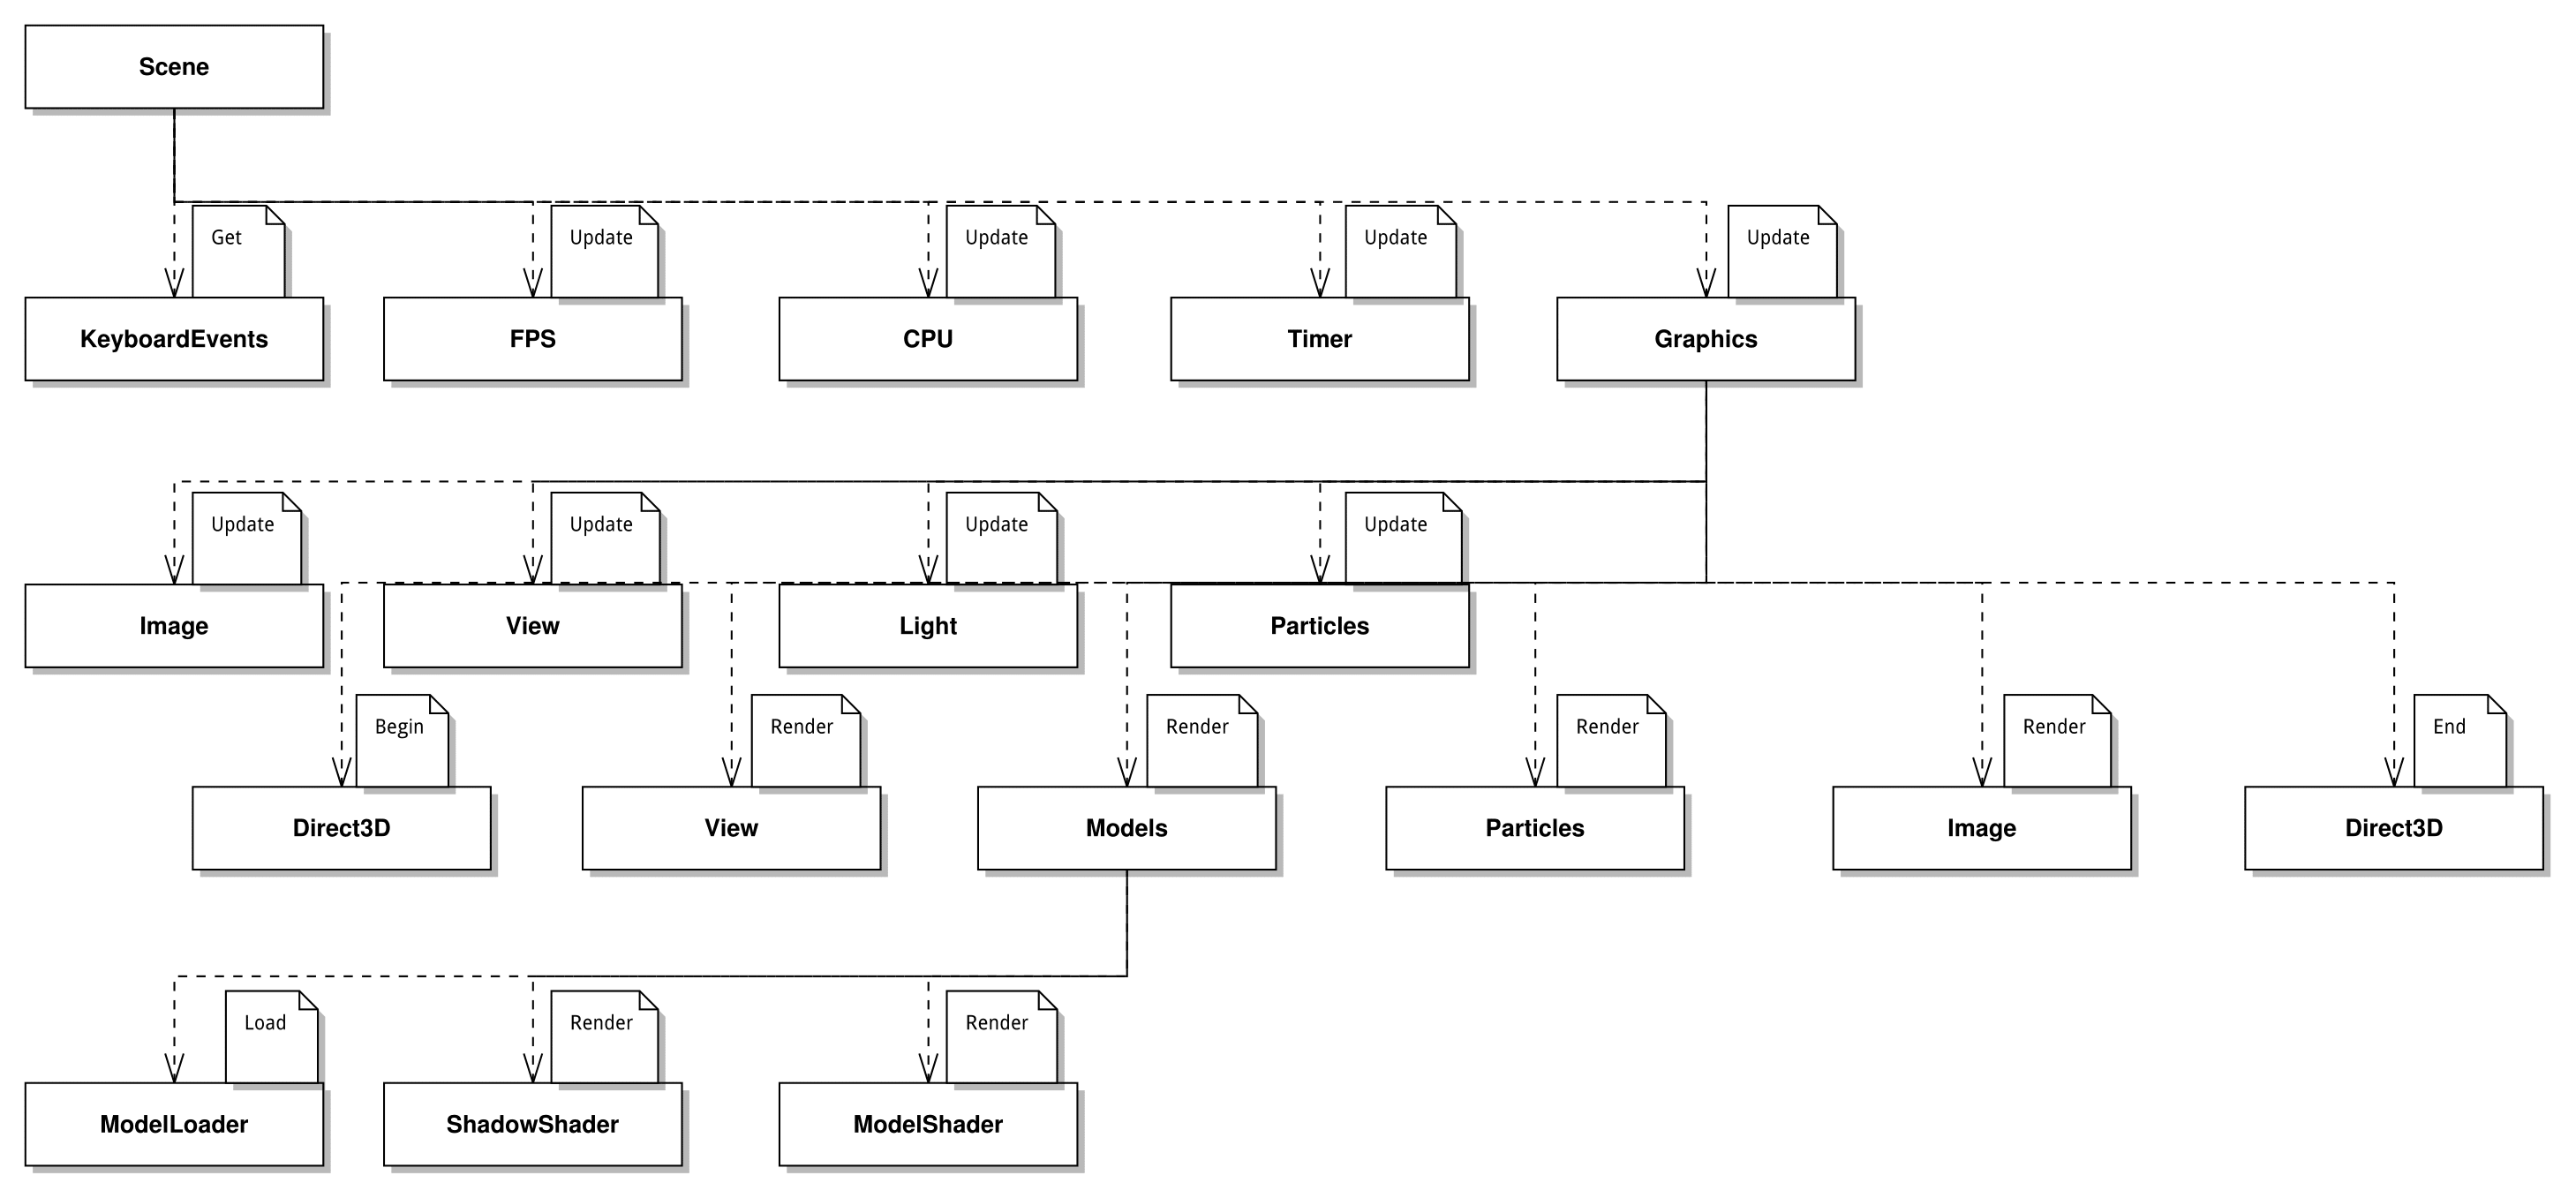 Scene
Get
Update
Update
Update
Update
KeyboardEvents
FPS
CPU
Timer
Graphics
Update
Update
Update
Update
Image
View
Light
Particles
Begin
Render
Render
Render
Render
End
Direct3D
View
Models
Particles
Image
Direct3D
Load
Render
Render
ModelLoader
ShadowShader
ModelShader